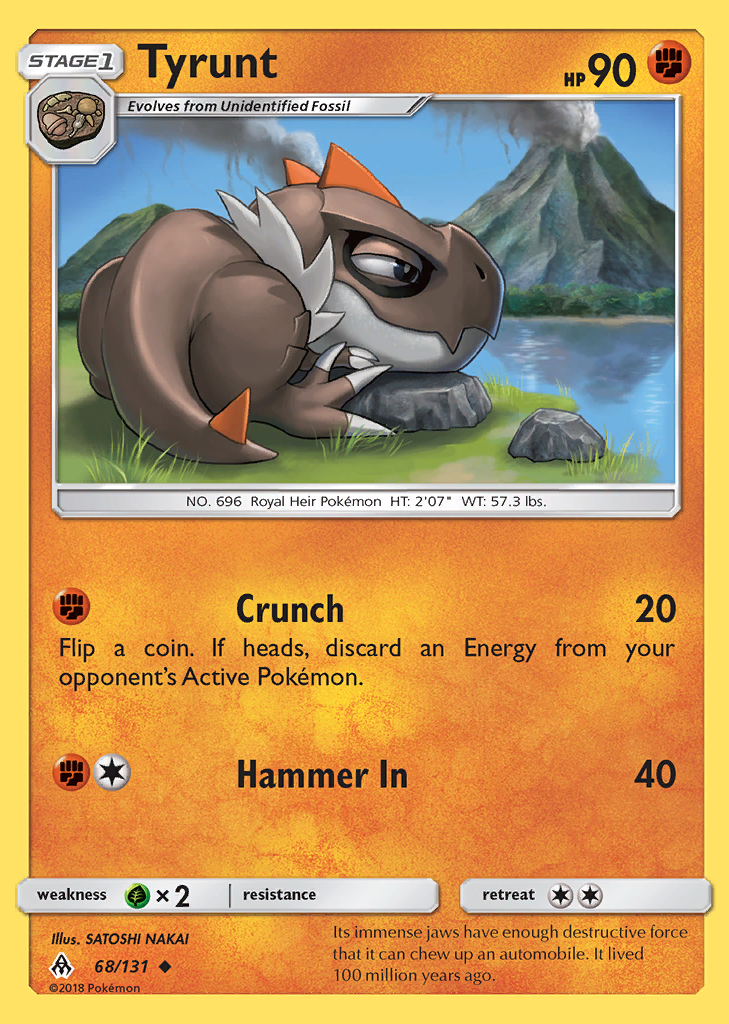 STAGE1 Tyrunt HP90
Evolves from Unidentified Fossil
NO. 696 Royal Heir Pokémon HT: 2'07" WT: 57.3 lbs.
Crunch 20
Flip a coin. If heads, discard an Energy from your
opponent's Active Pokémon.
Hammer In 40
weakness ×2 resistance retreat
Illus. SATOSHI NAKAI
68/131
©2018 Pokémon
Its immense jaws have enough destructive force
that it can chew up an automobile. It lived
100 million years ago.